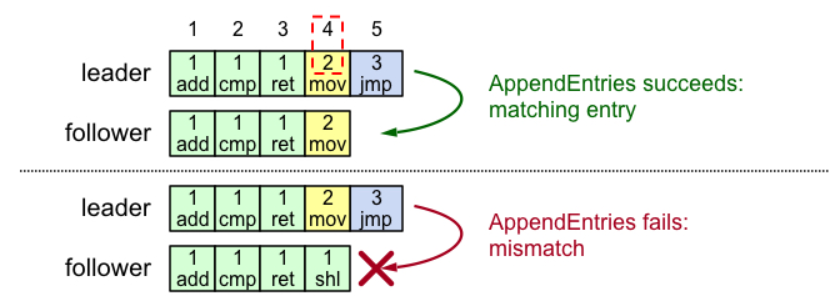 1 2 3 4 5
leader
1 1 1 2 3
add cmp ret mov jmp
AppendEntries succeeds:
matching entry
follower
1 1 1 2
add cmp ret mov
leader
1 1 1 2 3
add cmp ret mov jmp
AppendEntries fails:
mismatch
follower
1 1 1 1
add cmp ret shl